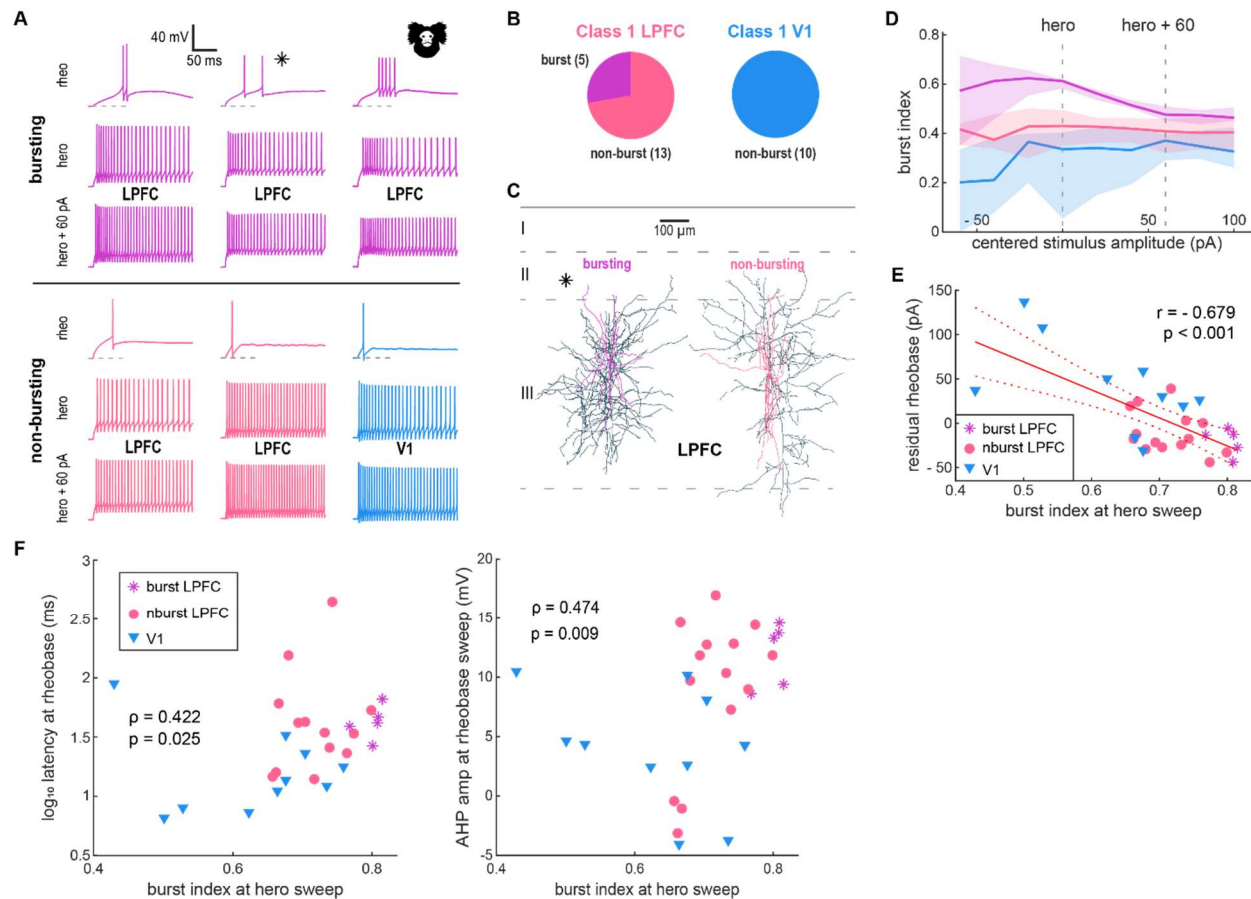 A
40 mV
50 ms
rheo
bursting
hero
LPFC
LPFC
LPFC
hero + 60 pA
rheo
non-bursting
hero
LPFC
LPFC
V1
hero + 60 pA
B
Class 1 LPFC
Class 1 V1
burst (5)
non-burst (13)
non-burst (10)
C
I
100 µm
II
bursting
non-bursting
III
LPFC
D
hero
hero + 60
burst index
0.8
0.6
0.4
0.2
0
- 50
50
100
centered stimulus amplitude (pA)
E
residual rheobase (pA)
150
100
50
0
- 50
r = - 0.679
p < 0.001
burst LPFC
nburst LPFC
V1
0.4
0.5
0.6
0.7
0.8
burst index at hero sweep
F
log₁₀ latency at rheobase (ms)
3
2.5
2
1.5
1
0.5
burst LPFC
nburst LPFC
V1
ρ = 0.422
p = 0.025
0.4
0.6
0.8
burst index at hero sweep
AHP amp at rheobase sweep (mV)
20
15
10
5
0
-5
ρ = 0.474
p = 0.009
0.4
0.6
0.8
burst index at hero sweep